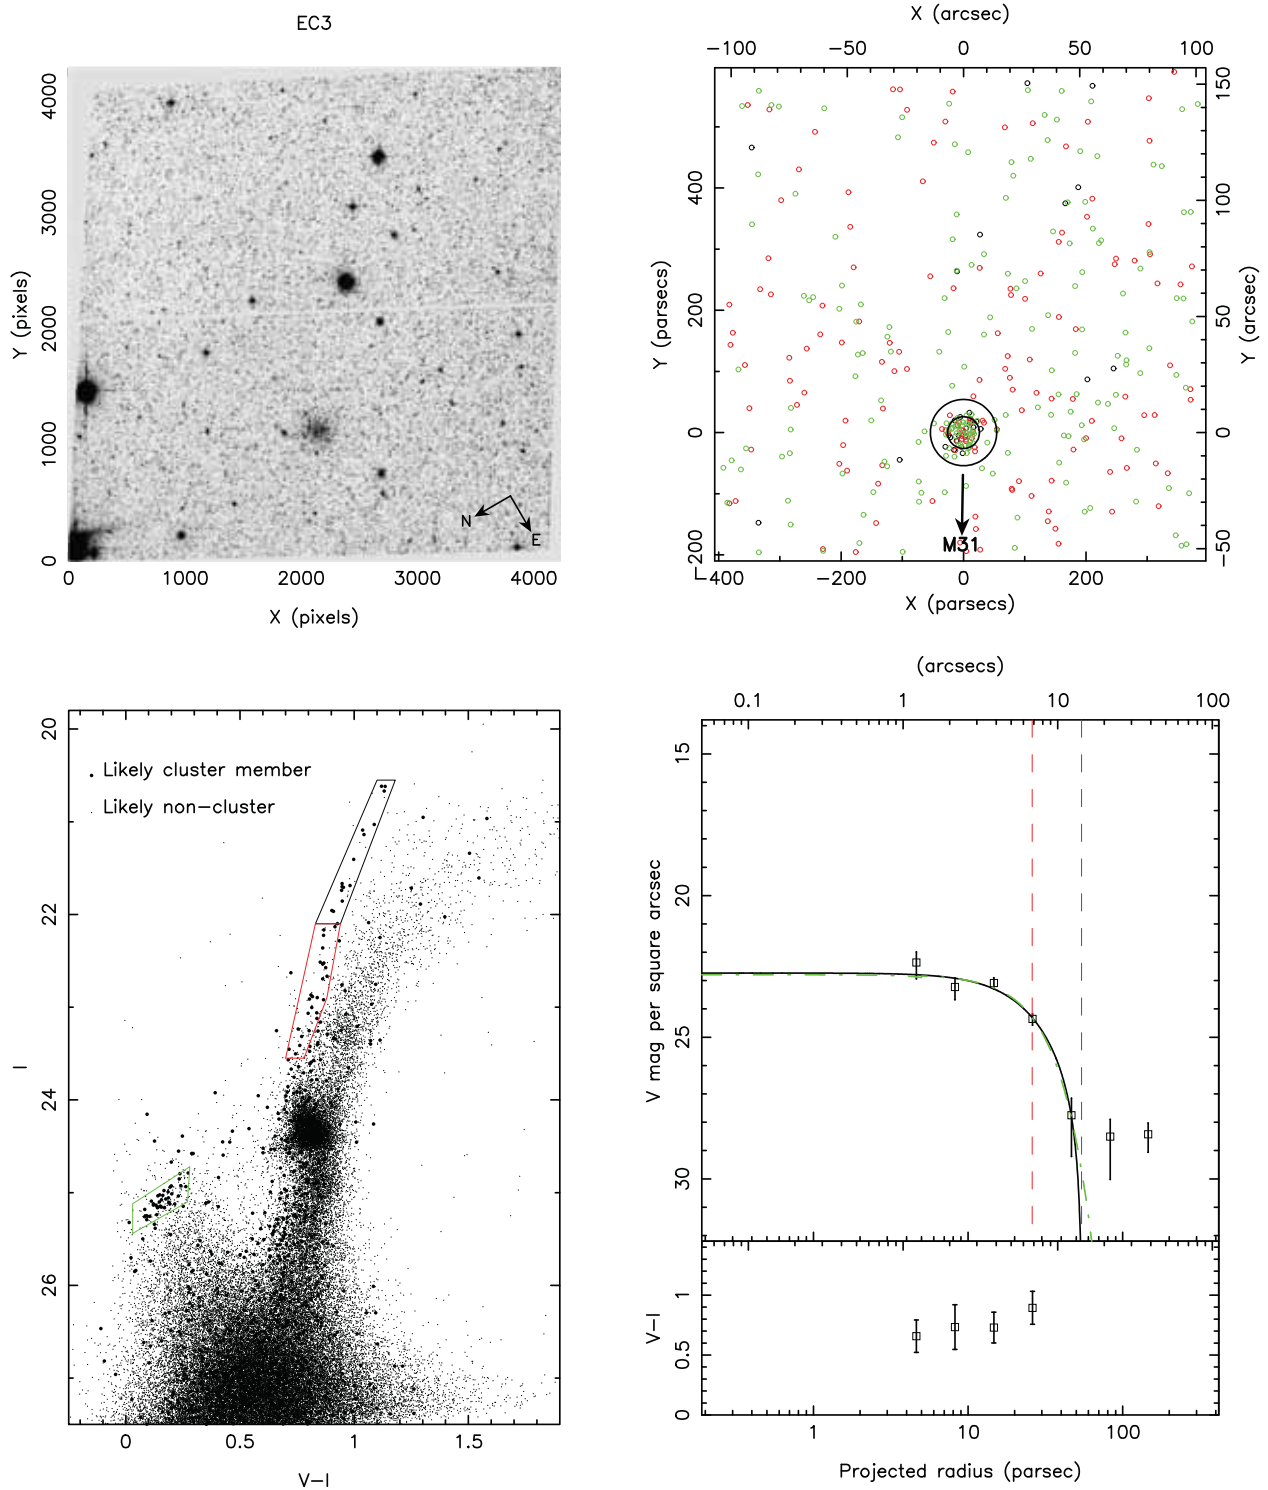 EC3
Y (pixels)
4000
3000
2000
1000
0
N
E
0 1000 2000 3000 4000
X (pixels)
X (arcsec)
−100 −50 0 50 100
Y (parsecs)
400
200
0
−200
150
100
50
0
−50
Y (arcsec)
M31
−400 −200 0 200
X (parsecs)
20
22
24
26
I
Likely cluster member
Likely non−cluster
0 0.5 1 1.5
V−I
(arcsecs)
0.1 1 10 100
V mag per square arcsec
15
20
25
30
V−I
1
0.5
0
1 10 100
Projected radius (parsec)